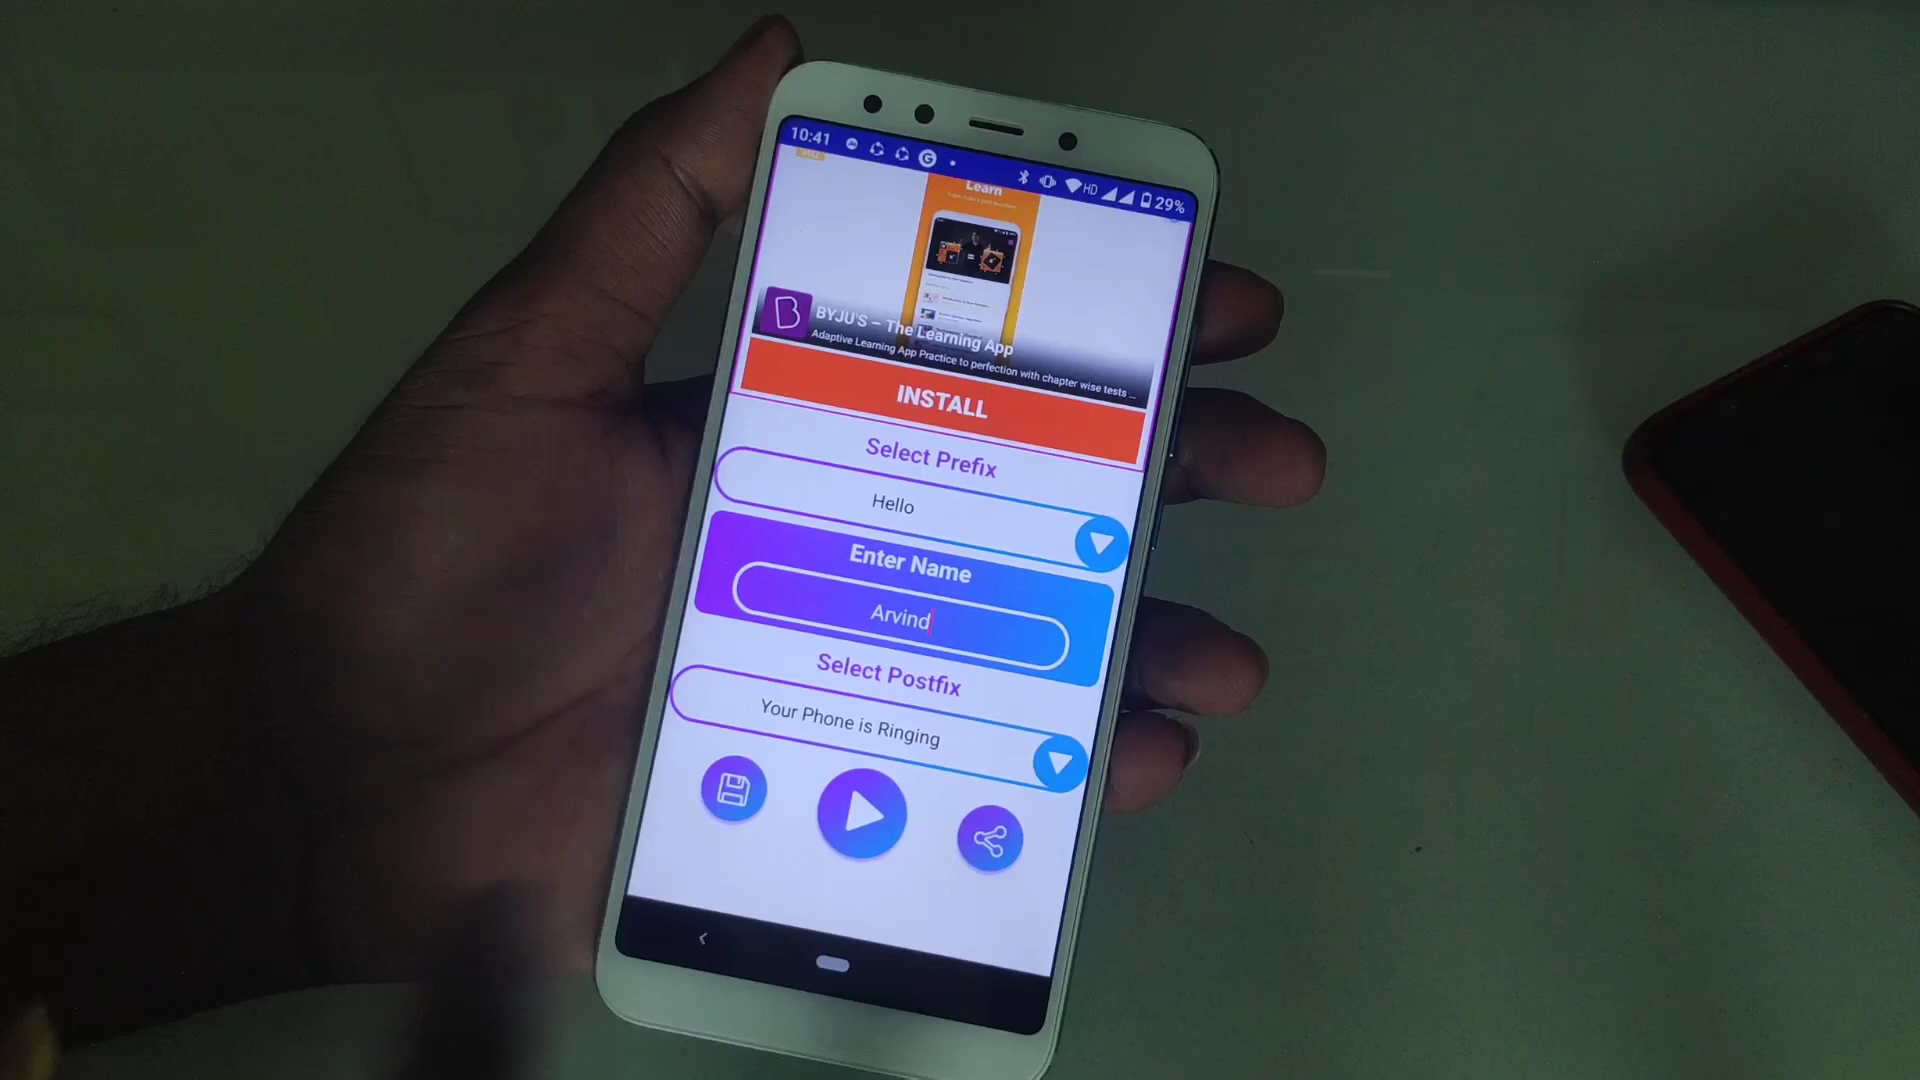 10:41
HD
29%
Learn
BYJU'S – The Learning App
Adaptive Learning App Practice to perfection with chapter wise tests ...
INSTALL
Select Prefix
Hello
Enter Name
Arvind
Select Postfix
Your Phone is Ringing